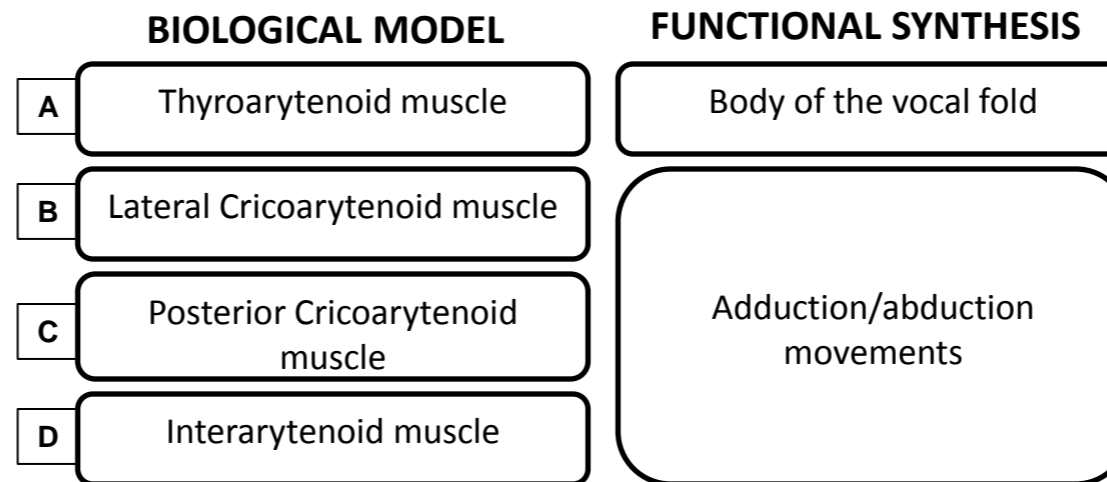 BIOLOGICAL MODEL
FUNCTIONAL SYNTHESIS
A
Thyroarytenoid muscle
Body of the vocal fold
B
Lateral Cricoarytenoid muscle
C
Posterior Cricoarytenoid
muscle
Adduction/abduction
movements
D
Interarytenoid muscle